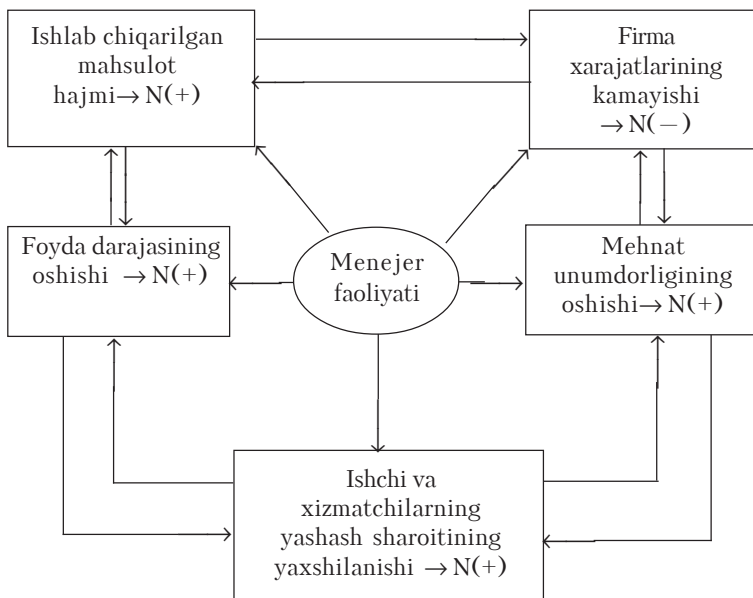 Ishlab chiqarilgan
mahsulot
hajmi→ N(+)
Firma
xarajatlarining
kamayishi
→ N(−)
Foyda darajasining
oshishi → N(+)
Menejer
faoliyati
Mehnat
unumdorligining
oshishi→ N(+)
Ishchi va
xizmatchilarning
yashash sharoitining
yaxshilanishi → N(+)